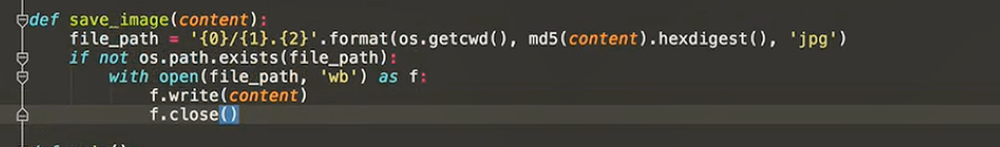 def save_image(content):
    file_path = '{0}/{1}.{2}'.format(os.getcwd(), md5(content).hexdigest(), 'jpg')
    if not os.path.exists(file_path):
        with open(file_path, 'wb') as f:
            f.write(content)
            f.close()